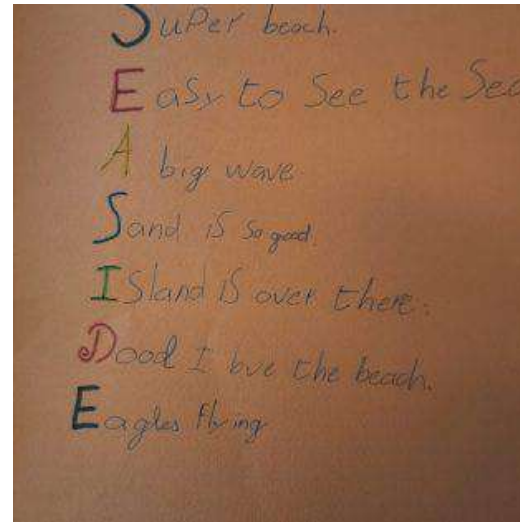 Super beach.
Easy to See the Sea
A big wave
Sand is so good.
Island is over there.
Dood I love the beach.
Eagles flying